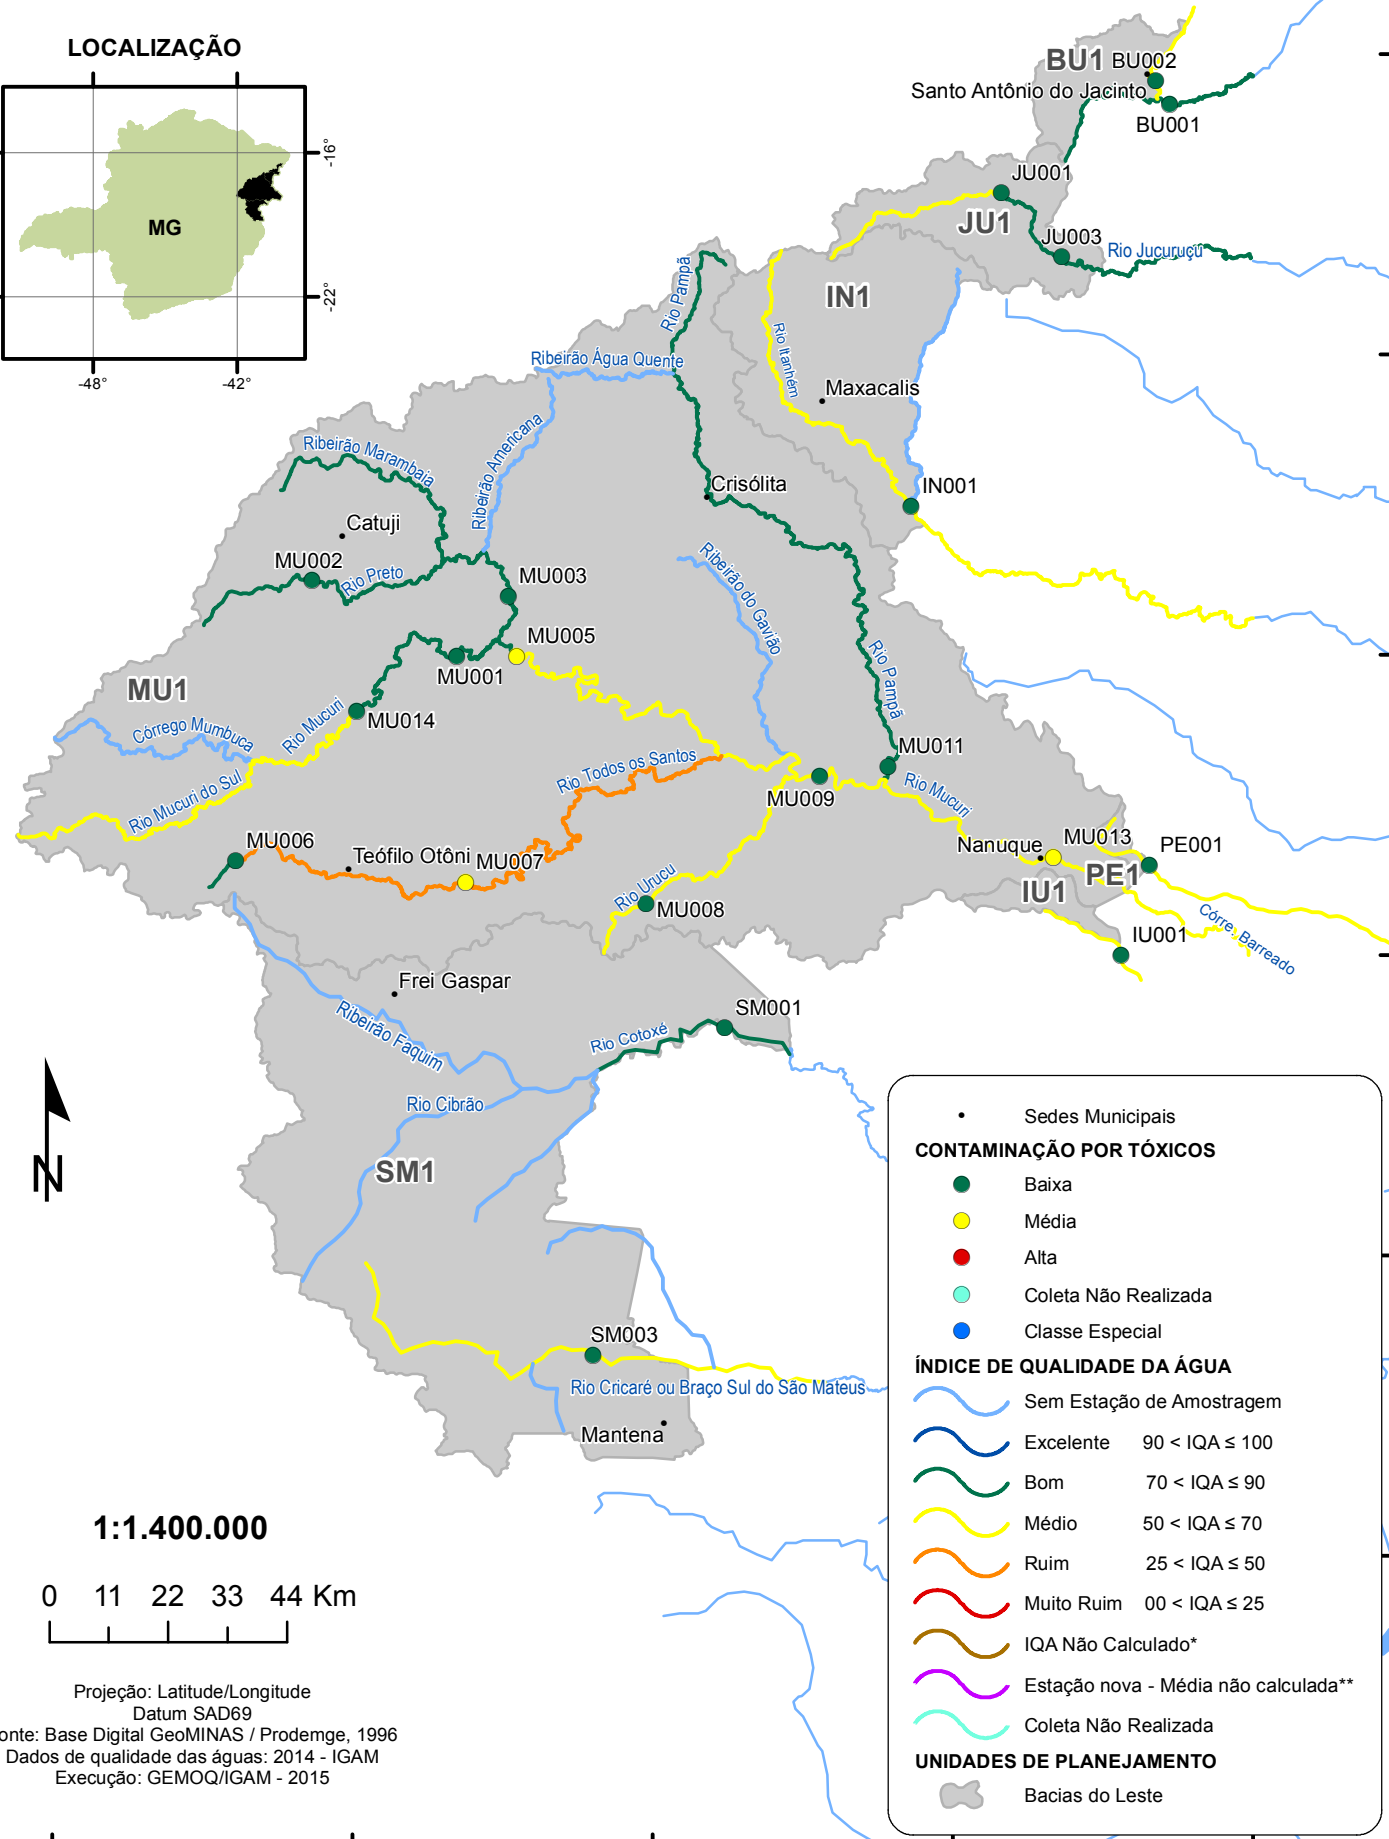 LOCALIZAÇÃO
MG
-16°
-22°
-48°
-42°
BU1
BU002
Santo Antônio do Jacinto
BU001
JU001
JU1
JU003
Rio Jucuruçu
Rio Pampã
IN1
Rio Itanhém
Ribeirão Água Quente
Maxacalis
Ribeirão Americana
Ribeirão Marambaia
Crisólita
IN001
Catuji
MU002
Rio Preto
MU003
Ribeirão do Gavião
MU005
MU001
Rio Pampã
MU1
MU014
Rio Mucuri
Córrego Mumbuca
Rio Mucuri do Sul
Rio Todos os Santos
MU011
MU009
Rio Mucuri
MU006
Teófilo Otôni
MU007
Nanuque
MU013
PE001
PE1
IU1
Rio Urucu
MU008
IU001
Córre. Barreado
Frei Gaspar
Ribeirão Faquim
SM001
Rio Cotoxé
Rio Cibrão
SM1
SM003
Rio Cricaré ou Braço Sul do São Mateus
Mantena
N
1:1.400.000
0 11 22 33 44 Km
Projeção: Latitude/Longitude
Datum SAD69
onte: Base Digital GeoMINAS / Prodemge, 1996
Dados de qualidade das águas: 2014 - IGAM
Execução: GEMOQ/IGAM - 2015
Sedes Municipais
CONTAMINAÇÃO POR TÓXICOS
Baixa
Média
Alta
Coleta Não Realizada
Classe Especial
ÍNDICE DE QUALIDADE DA ÁGUA
Sem Estação de Amostragem
Excelente 90 < IQA ≤ 100
Bom 70 < IQA ≤ 90
Médio 50 < IQA ≤ 70
Ruim 25 < IQA ≤ 50
Muito Ruim 00 < IQA ≤ 25
IQA Não Calculado*
Estação nova - Média não calculada**
Coleta Não Realizada
UNIDADES DE PLANEJAMENTO
Bacias do Leste